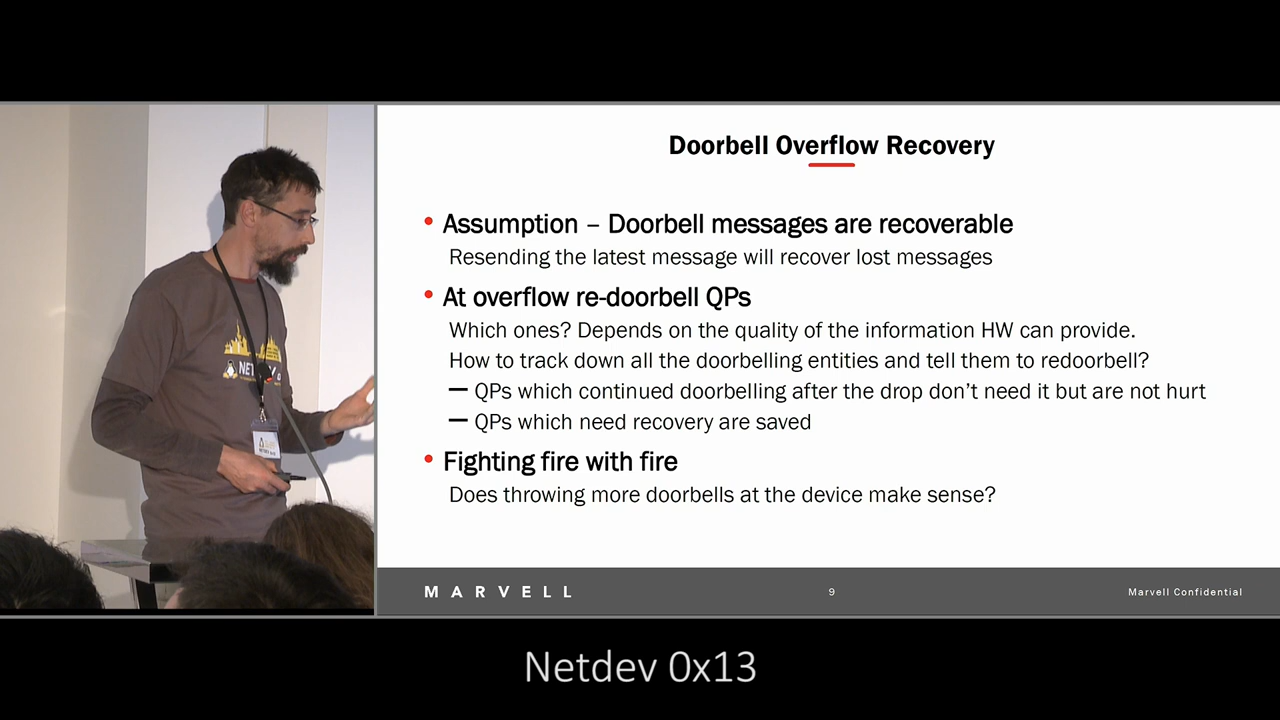 Doorbell Overflow Recovery
• Assumption – Doorbell messages are recoverable
Resending the latest message will recover lost messages
• At overflow re-doorbell QPs
Which ones? Depends on the quality of the information HW can provide.
How to track down all the doorbelling entities and tell them to redoorbell?
— QPs which continued doorbelling after the drop don’t need it but are not hurt
— QPs which need recovery are saved
• Fighting fire with fire
Does throwing more doorbells at the device make sense?
MARVELL
9
Marvell Confidential
Netdev 0x13